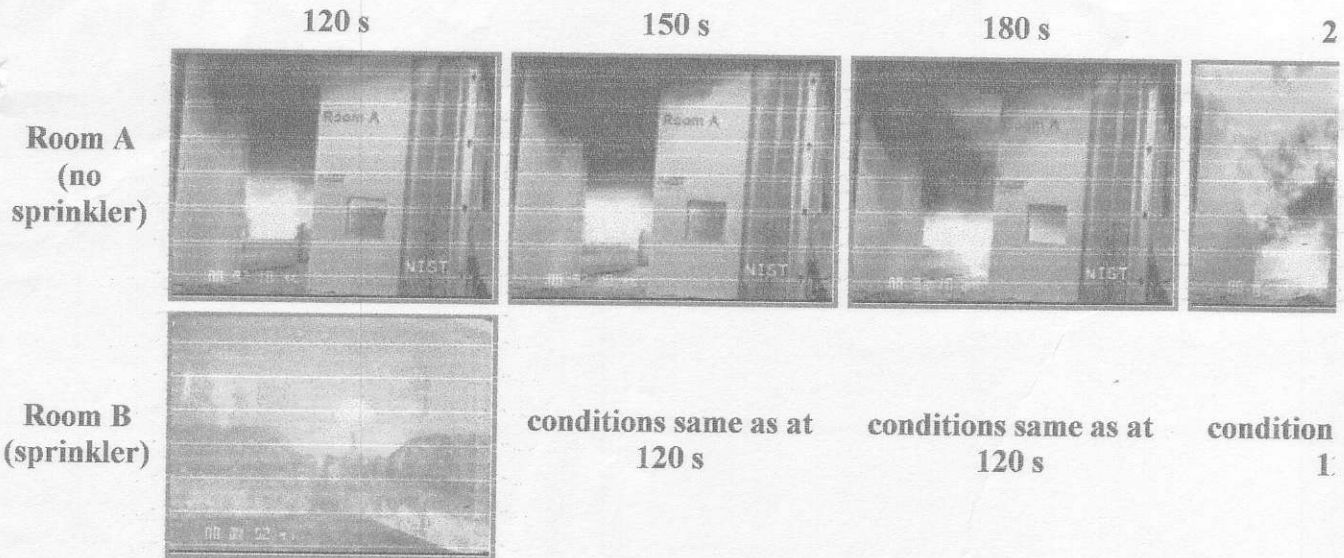 120 s
150 s
180 s
2
Room A
(no
sprinkler)
Room A
NIST
Room A
NIST
Room A
NIST
Room B
(sprinkler)
conditions same as at
120 s
conditions same as at
120 s
condition
1